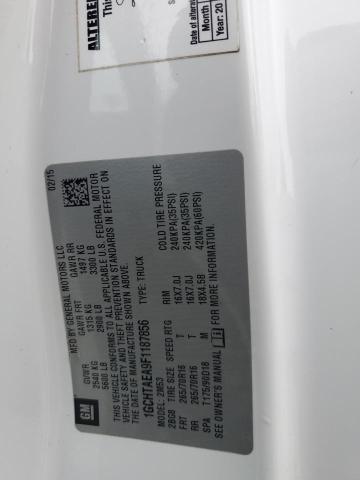 ALTERED
This
Date of alteration
Month
Year: 20
GM
MFD BY GENERAL MOTORS LLC 02/15
GVWR GAWR FRT GAWR RR
2540 KG 1315 KG 1497 KG
5600 LB 2900 LB 3300 LB
THIS VEHICLE CONFORMS TO ALL APPLICABLE U.S. FEDERAL MOTOR
VEHICLE SAFETY AND THEFT PREVENTION STANDARDS IN EFFECT ON
THE DATE OF MANUFACTURE SHOWN ABOVE.
1GCHTAEA9F1187856 TYPE: TRUCK
MODEL: 2M53
2BG8 TIRE SIZE SPEED RTG RIM COLD TIRE PRESSURE
FRT 265/70R16 S 16X7.0J 240KPA(35PSI)
RR 265/70R16 S 16X7.0J 240KPA(35PSI)
SPA T175/90D18 M 18X4.5B 420KPA(60PSI)
SEE OWNER'S MANUAL FOR MORE INFORMATION.